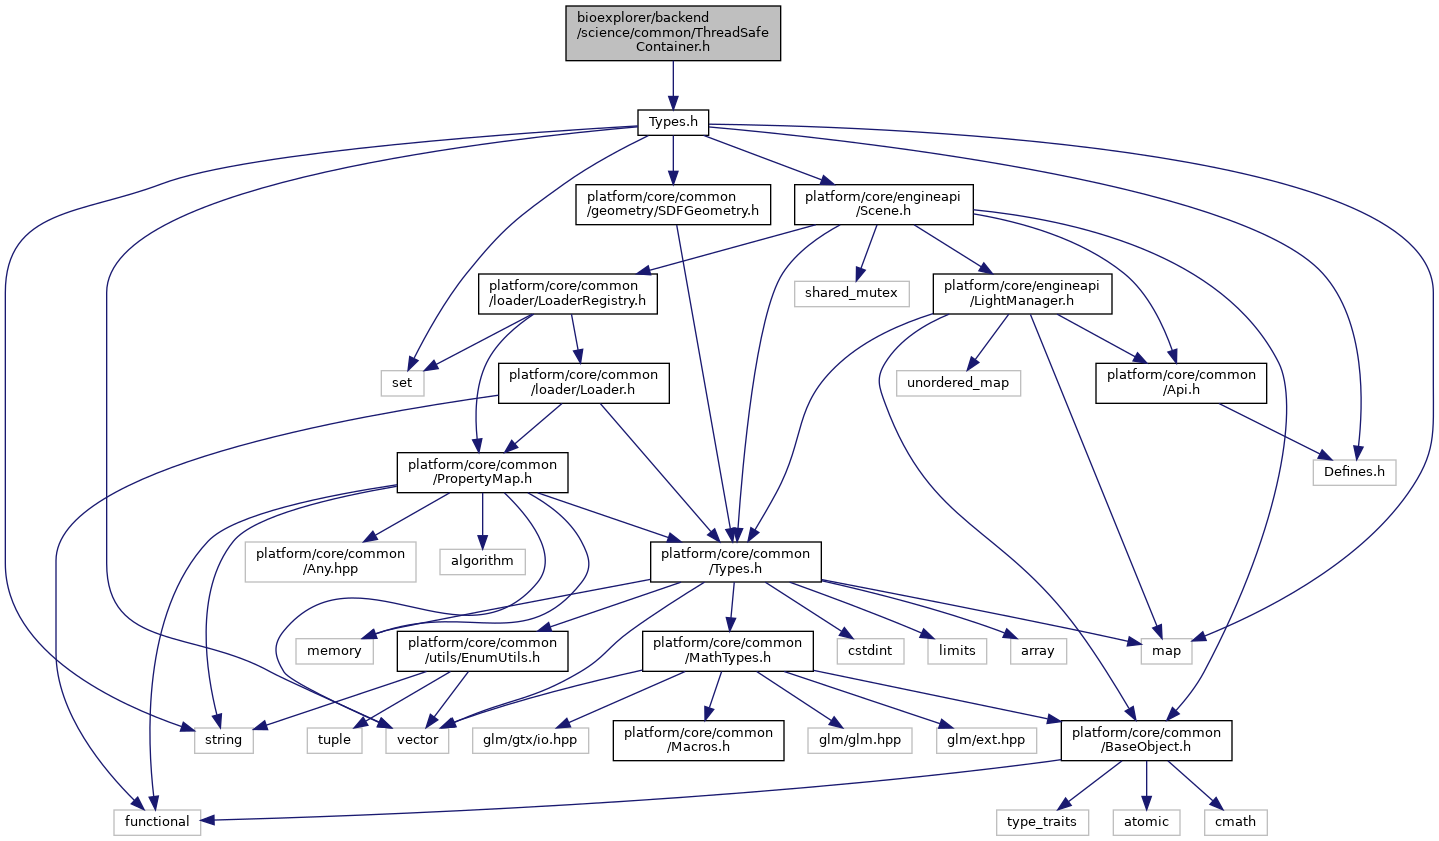 bioexplorer/backend
/science/common/ThreadSafe
Container.h
Types.h
platform/core/common
/geometry/SDFGeometry.h
platform/core/engineapi
/Scene.h
platform/core/common
/loader/LoaderRegistry.h
shared_mutex
platform/core/engineapi
/LightManager.h
set
platform/core/common
/loader/Loader.h
unordered_map
platform/core/common
/Api.h
platform/core/common
/PropertyMap.h
Defines.h
platform/core/common
/Any.hpp
algorithm
platform/core/common
/Types.h
memory
platform/core/common
/utils/EnumUtils.h
platform/core/common
/MathTypes.h
cstdint
limits
array
map
string
tuple
vector
glm/gtx/io.hpp
platform/core/common
/Macros.h
glm/glm.hpp
glm/ext.hpp
platform/core/common
/BaseObject.h
functional
type_traits
atomic
cmath